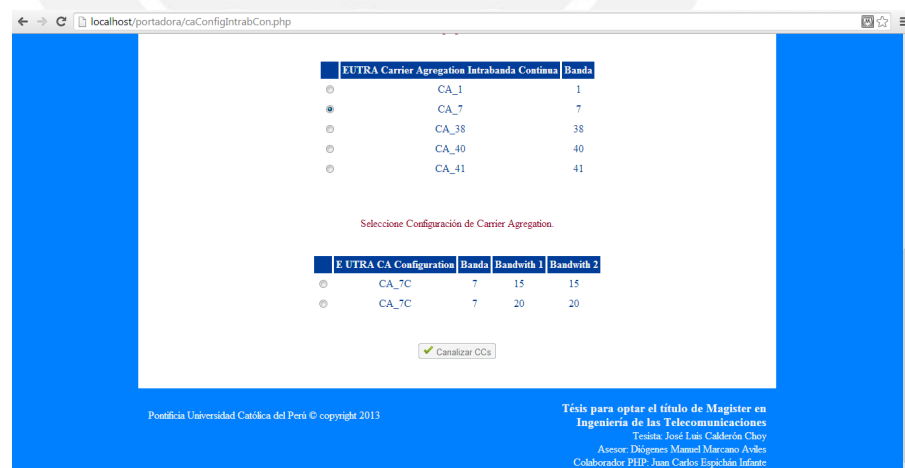 localhost/portadora/caConfigIntrabCon.php
EUTRA Carrier Agregation Intrabanda Continua Banda
CA_1 1
CA_7 7
CA_38 38
CA_40 40
CA_41 41
Seleccione Configuración de Carrier Agregation.
E UTRA CA Configuration Banda Bandwith 1 Bandwith 2
CA_7C 7 15 15
CA_7C 7 20 20
Canalizar CCs
Pontificia Universidad Católica del Perú © copyright 2013
Tésis para optar el título de Magister en
Ingeniería de las Telecomunicaciones
Tesista: José Luis Calderón Choy
Asesor: Diógenes Manuel Marcano Aviles
Colaborador PHP: Juan Carlos Espichán Infante